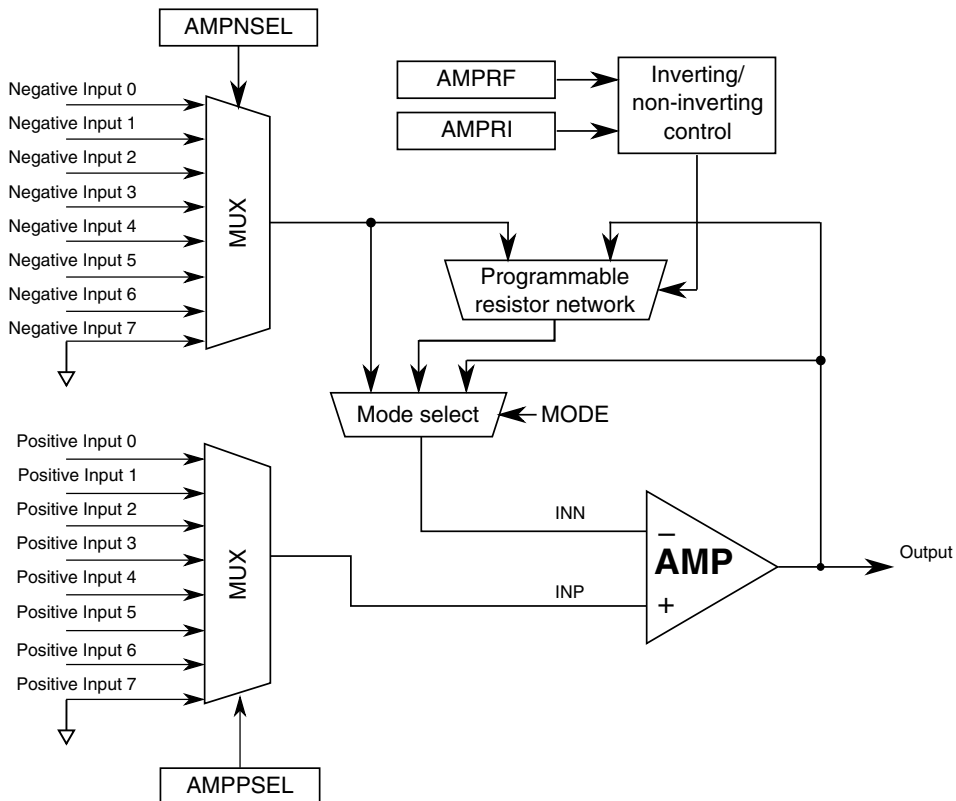 AMPNSEL
Negative Input 0
Negative Input 1
Negative Input 2
Negative Input 3
Negative Input 4
Negative Input 5
Negative Input 6
Negative Input 7
MUX
AMPRF
AMPRI
Inverting/
non-inverting
control
Programmable
resistor network
Mode select
MODE
Positive Input 0
Positive Input 1
Positive Input 2
Positive Input 3
Positive Input 4
Positive Input 5
Positive Input 6
Positive Input 7
MUX
INN
INP
−
AMP
+
Output
AMPPSEL